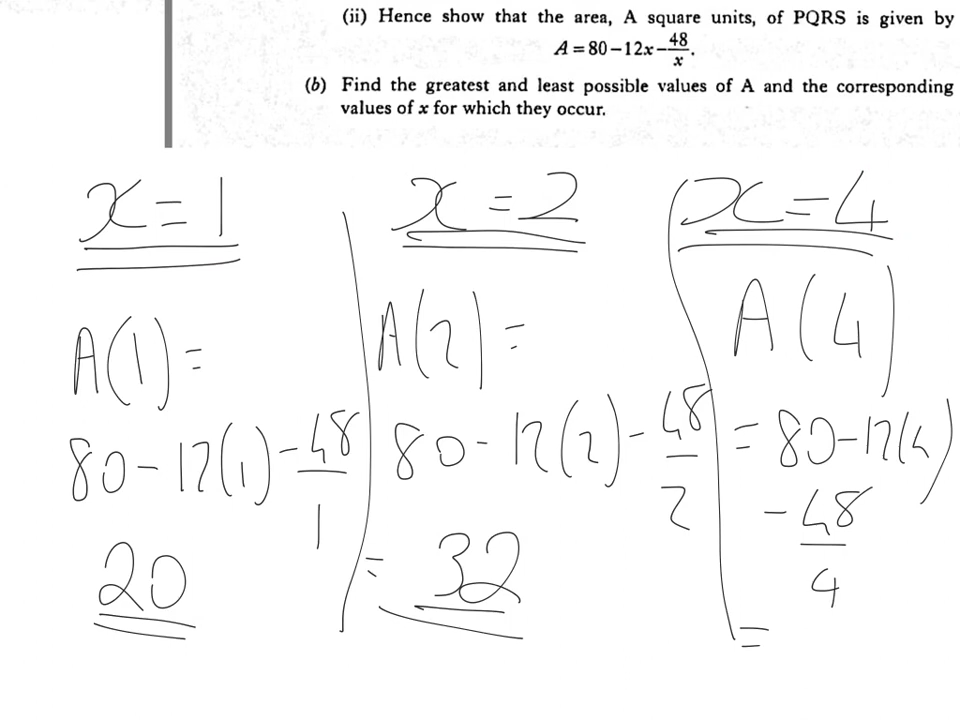 (ii) Hence show that the area, A square units, of PQRS is given by
A = 80 – 12x – 48/x.
(b) Find the greatest and least possible values of A and the corresponding
values of x for which they occur.
x = 1
A(1) =
80 - 12(1) - 48/1
20
x = 2
A(2) =
80 - 12(2) - 48/2
= 32
x = 4
A(4)
= 80 - 12(4)
- 48/4
=